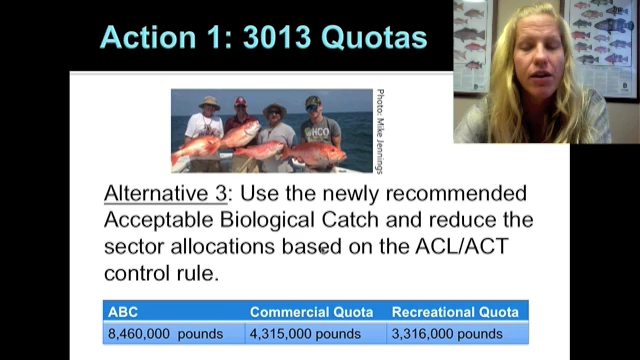 Action 1: 3013 Quotas
Photo: Mike Jennings
Alternative 3: Use the newly recommended
Acceptable Biological Catch and reduce the
sector allocations based on the ACL/ACT
control rule.
ABC Commercial Quota Recreational Quota
8,460,000 pounds 4,315,000 pounds 3,316,000 pounds